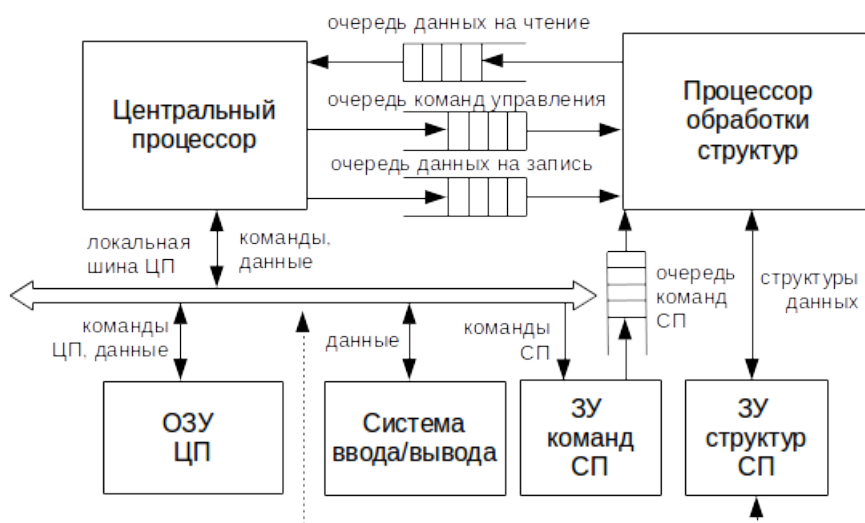 очередь данных на чтение
Центральный
процессор
очередь команд управления
Процессор
обработки
структур
очередь данных на запись
локальная
шина ЦП
команды,
данные
очередь
команд
СП
структуры
данных
команды
ЦП, данные
данные
команды
СП
ОЗУ
ЦП
Система
ввода/вывода
ЗУ
команд
СП
ЗУ
структур
СП